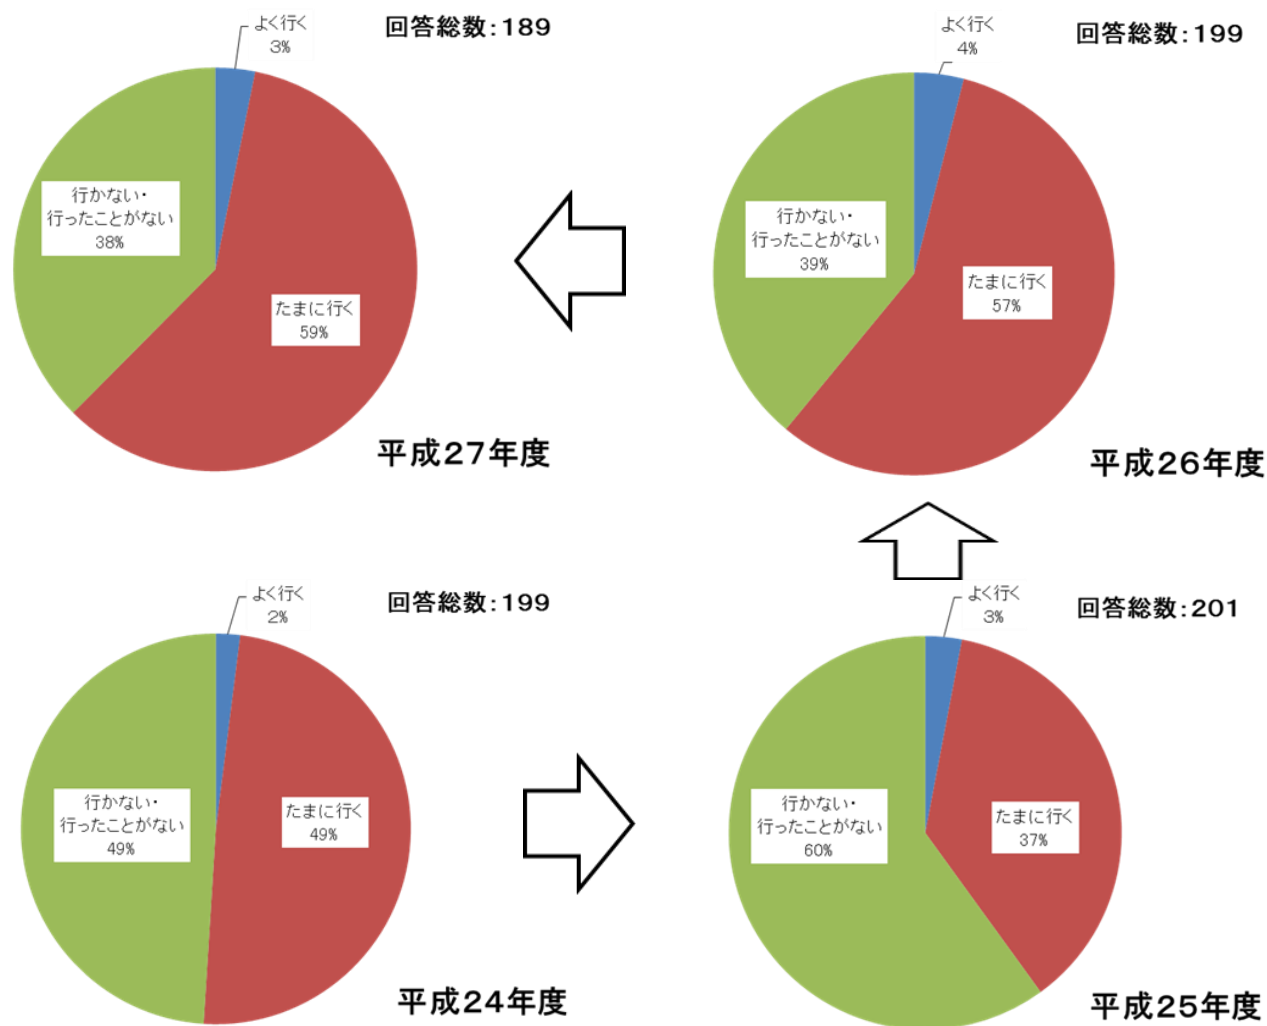 よく行く
3%
回答総数:189
行かない・
行ったことがない
38%
たまに行く
59%
平成27年度
よく行く
4%
回答総数:199
行かない・
行ったことがない
39%
たまに行く
57%
平成26年度
よく行く
2%
回答総数:199
行かない・
行ったことがない
49%
たまに行く
49%
平成24年度
よく行く
3%
回答総数:201
行かない・
行ったことがない
60%
たまに行く
37%
平成25年度